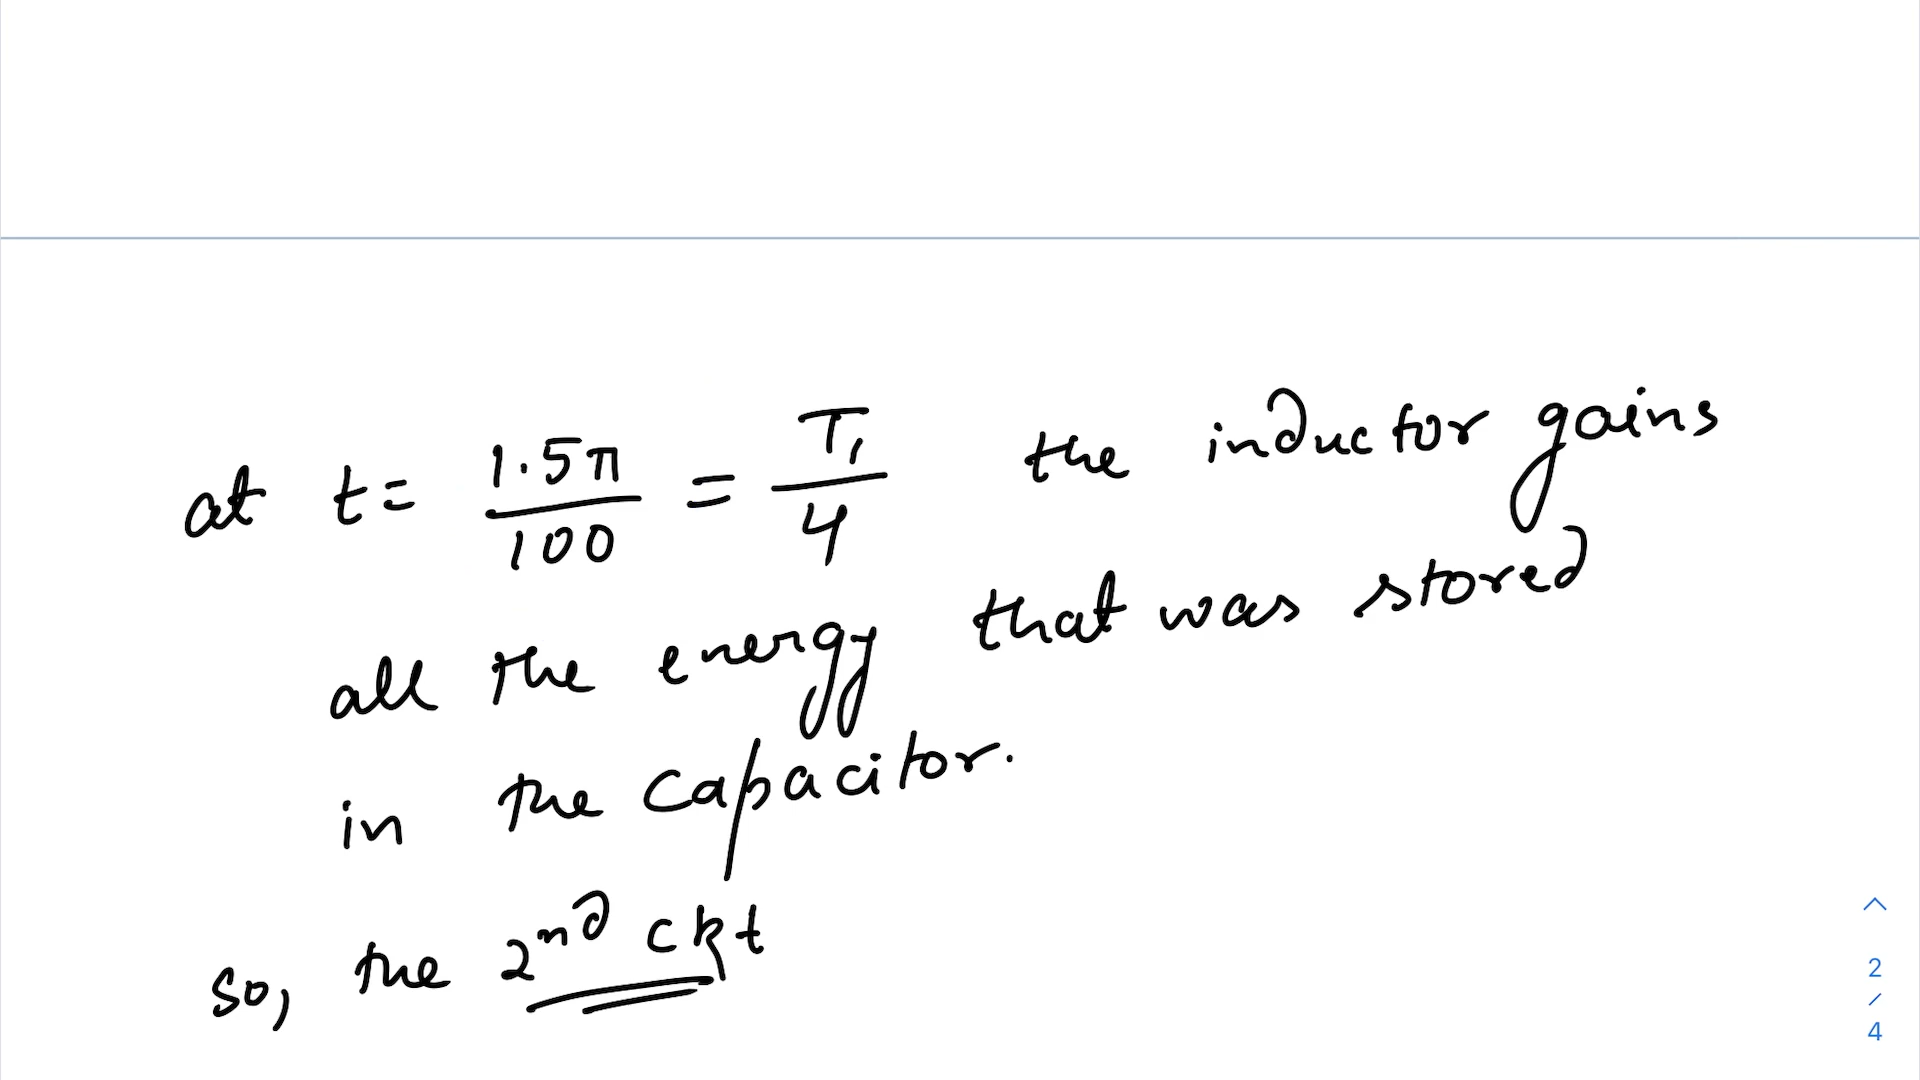 at t= 1.5π/100 = T₁/4 the inductor gains
all the energy that was stored
in the capacitor.
so, the 2nd ckt
2
/
4